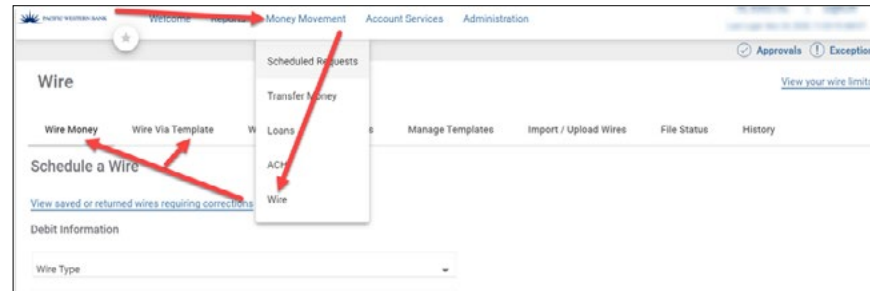 PACIFIC WESTERN BANK Welcome Reports Money Movement Account Services Administration
Approvals Exception
Scheduled Requests
Wire
View your wire limits
Transfer Money
Wire Money Wire Via Template Loans Manage Templates Import / Upload Wires File Status History
Schedule a Wire
ACH
View saved or returned wires requiring corrections
Wire
Debit Information
Wire Type